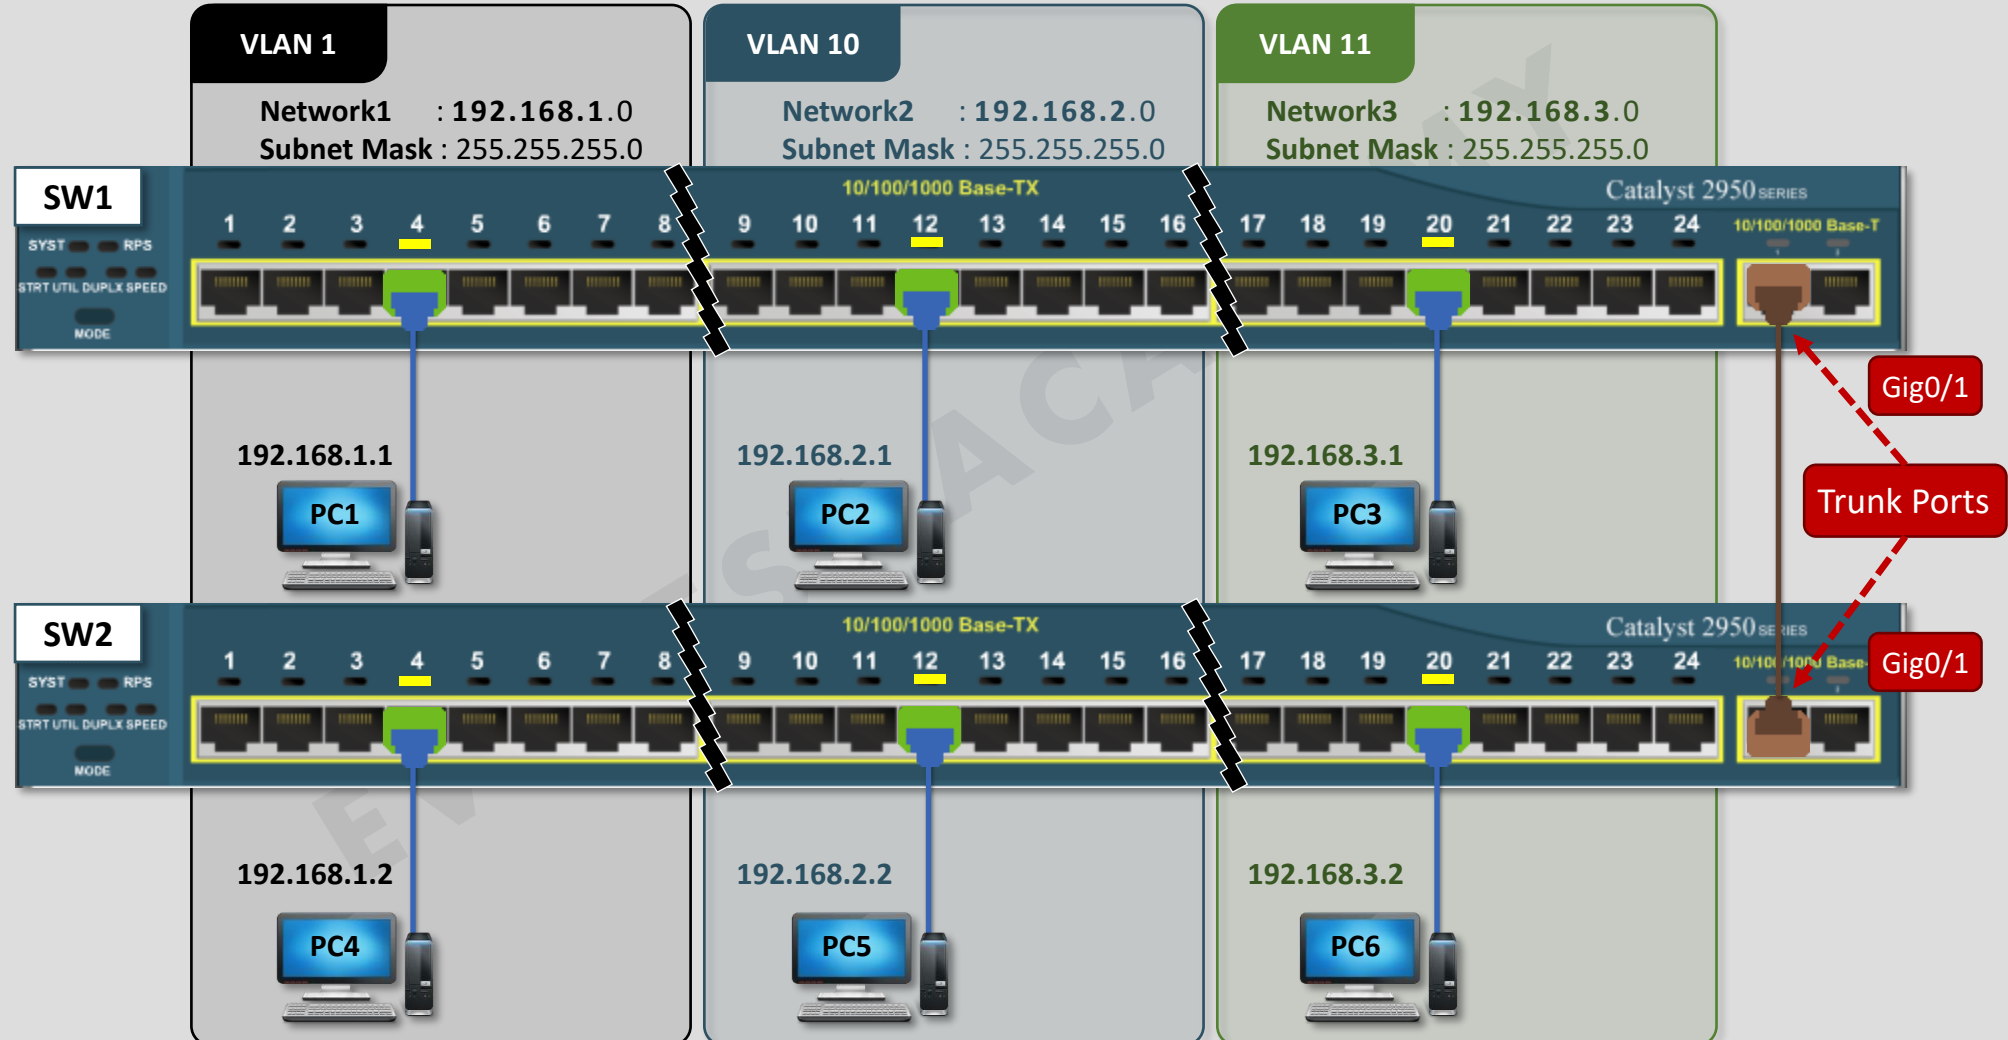 VLAN 1
VLAN 10
VLAN 11
Network1 : 192.168.1.0
Subnet Mask : 255.255.255.0
Network2 : 192.168.2.0
Subnet Mask : 255.255.255.0
Network3 : 192.168.3.0
Subnet Mask : 255.255.255.0
SW1
10/100/1000 Base-TX
Catalyst 2950 SERIES
1 2 3 4 5 6 7 8 9 10 11 12 13 14 15 16 17 18 19 20 21 22 23 24
10/100/1000 Base-T
SYST RPS
STRT UTIL DUPLX SPEED
MODE
Gig0/1
192.168.1.1
192.168.2.1
192.168.3.1
PC1
PC2
PC3
Trunk Ports
SW2
10/100/1000 Base-TX
Catalyst 2950 SERIES
1 2 3 4 5 6 7 8 9 10 11 12 13 14 15 16 17 18 19 20 21 22 23 24
10/100/1000 Base-
Gig0/1
SYST RPS
STRT UTIL DUPLX SPEED
MODE
192.168.1.2
192.168.2.2
192.168.3.2
PC4
PC5
PC6